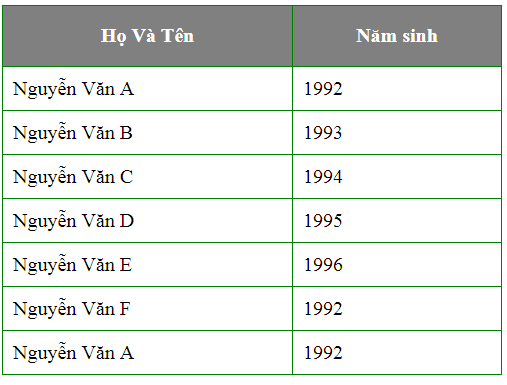 Họ Và Tên Năm sinh
Nguyễn Văn A 1992
Nguyễn Văn B 1993
Nguyễn Văn C 1994
Nguyễn Văn D 1995
Nguyễn Văn E 1996
Nguyễn Văn F 1992
Nguyễn Văn A 1992